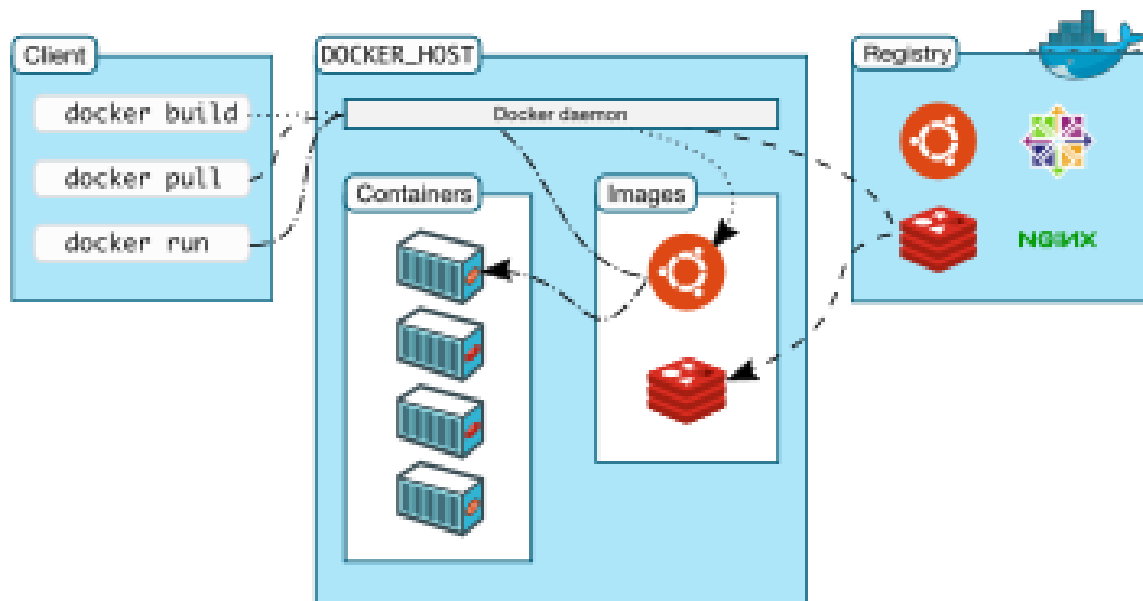 Client
docker build
docker pull
docker run
DOCKER_HOST
Docker daemon
Containers
Images
Registry
NGINX